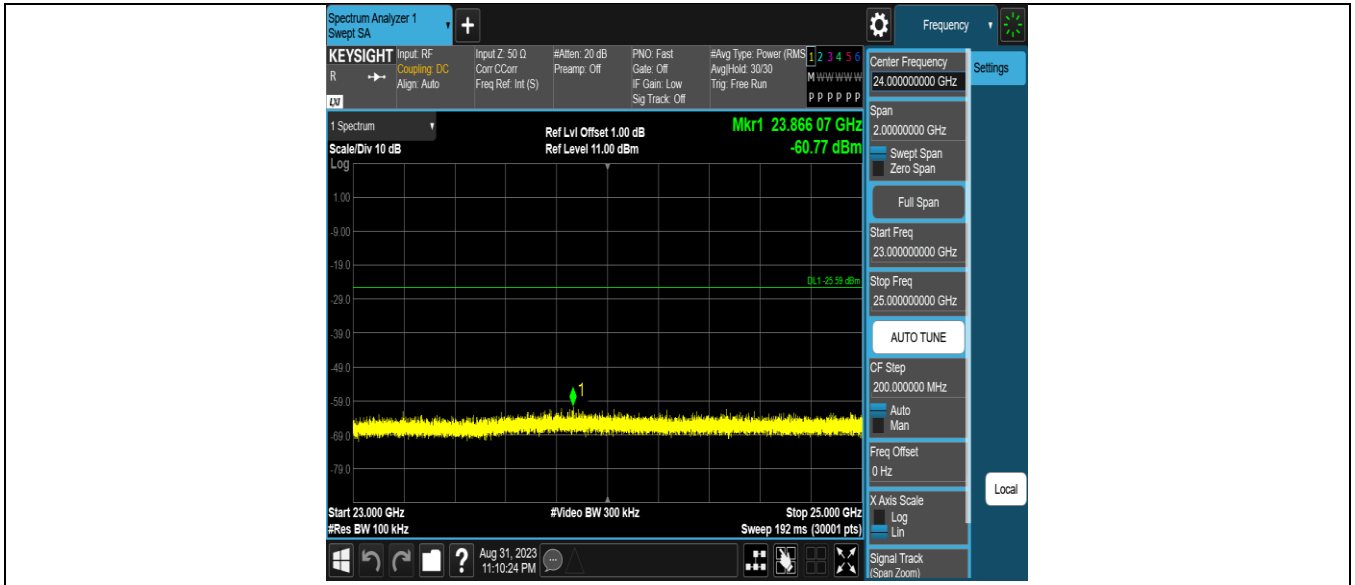 Spectrum Analyzer 1
Swept SA
+
Frequency
KEYSIGHT
R
LXI
Input: RF
Coupling: DC
Align: Auto
Input Z: 50 Ω
Corr CCorr
Freq Ref: Int (S)
#Atten: 20 dB
Preamp: Off
PNO: Fast
Gate: Off
IF Gain: Low
Sig Track: Off
#Avg Type: Power (RMS
Avg|Hold: 30/30
Trig: Free Run
1 2 3 4 5 6
M W W W W W
P P P P P P
1 Spectrum
Scale/Div 10 dB
Log
Ref Lvl Offset 1.00 dB
Ref Level 11.00 dBm
Mkr1 23.866 07 GHz
-60.77 dBm
1.00
-9.00
-19.0
DL1 -25.59 dBm
-29.0
-39.0
-49.0
1
-59.0
-69.0
-79.0
Start 23.000 GHz
#Video BW 300 kHz
Stop 25.000 GHz
#Res BW 100 kHz
Sweep 192 ms (30001 pts)
?
Aug 31, 2023
11:10:24 PM
Center Frequency
24.000000000 GHz
Settings
Span
2.00000000 GHz
Swept Span
Zero Span
Full Span
Start Freq
23.000000000 GHz
Stop Freq
25.000000000 GHz
AUTO TUNE
CF Step
200.000000 MHz
Auto
Man
Freq Offset
0 Hz
X Axis Scale
Log
Lin
Local
Signal Track
(Span Zoom)